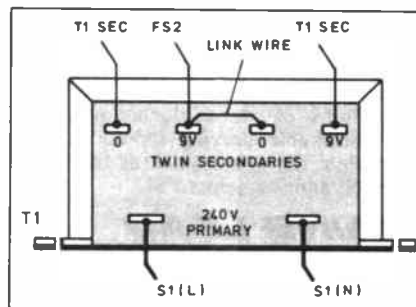 T1 SEC FS2 T1 SEC
LINK WIRE
0 9V 0 9V
TWIN SECONDARIES
T1
240V
PRIMARY
S1(L) S1(N)